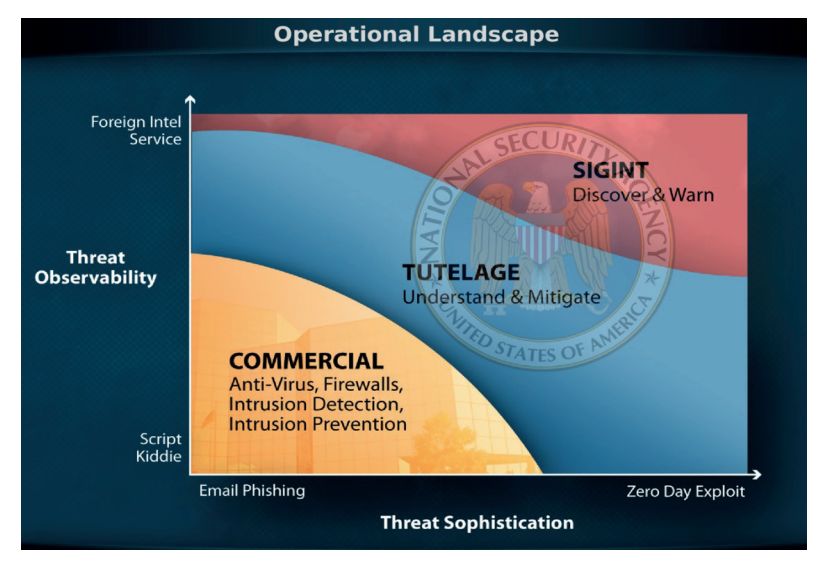 Operational Landscape
Foreign Intel
Service
NATIONAL SECURITY AGENCY
SIGINT
Discover & Warn
Threat
Observability
TUTELAGE
Understand & Mitigate
UNITED STATES OF AMERICA
COMMERCIAL
Anti-Virus, Firewalls,
Intrusion Detection,
Intrusion Prevention
Script
Kiddie
Email Phishing
Zero Day Exploit
Threat Sophistication